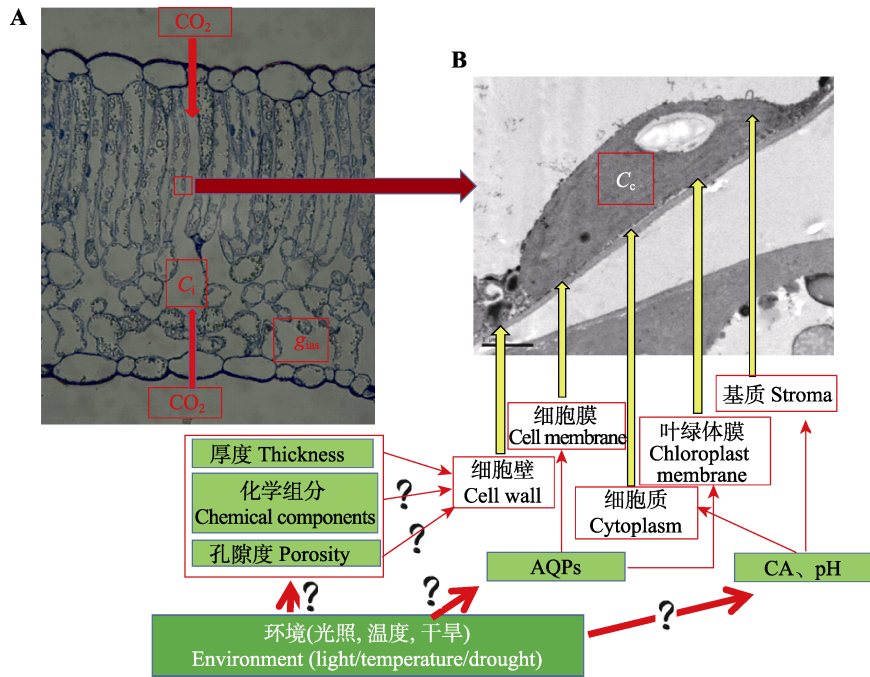 A
CO2
B
Cc
Ci
gias
CO2
基质 Stroma
细胞膜
Cell membrane
叶绿体膜
Chloroplast
membrane
厚度 Thickness
化学组分
Chemical components
孔隙度 Porosity
细胞壁
Cell wall
细胞质
Cytoplasm
?
?
AQPs
CA、pH
?
?
?
环境(光照, 温度, 干旱)
Environment (light/temperature/drought)